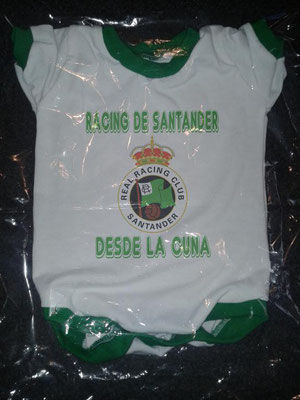 RACING DE SANTANDER
REAL RACING CLUB
SANTANDER
DESDE LA CUNA